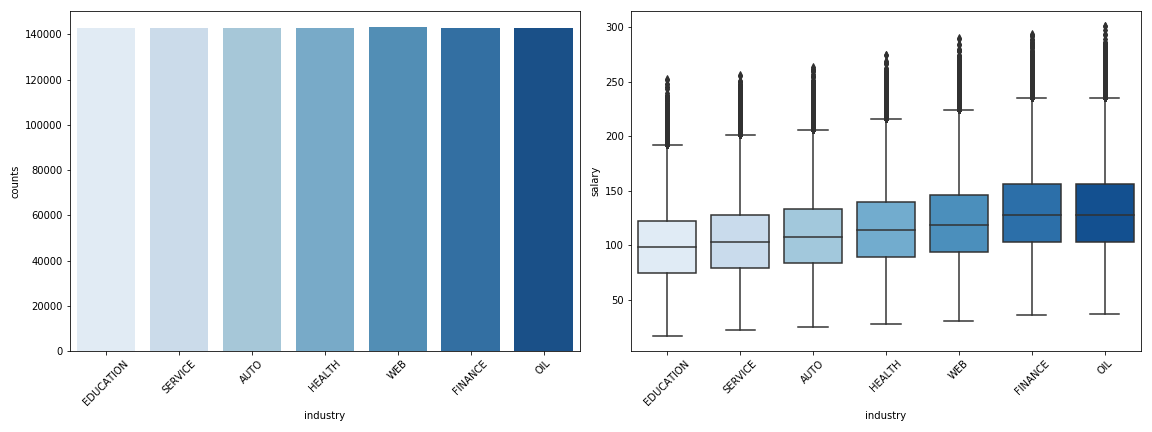 140000
120000
100000
80000
60000
40000
20000
0
counts
EDUCATION
SERVICE
AUTO
HEALTH
WEB
FINANCE
OIL
industry
300
250
200
150
100
50
salary
EDUCATION
SERVICE
AUTO
HEALTH
WEB
FINANCE
OIL
industry